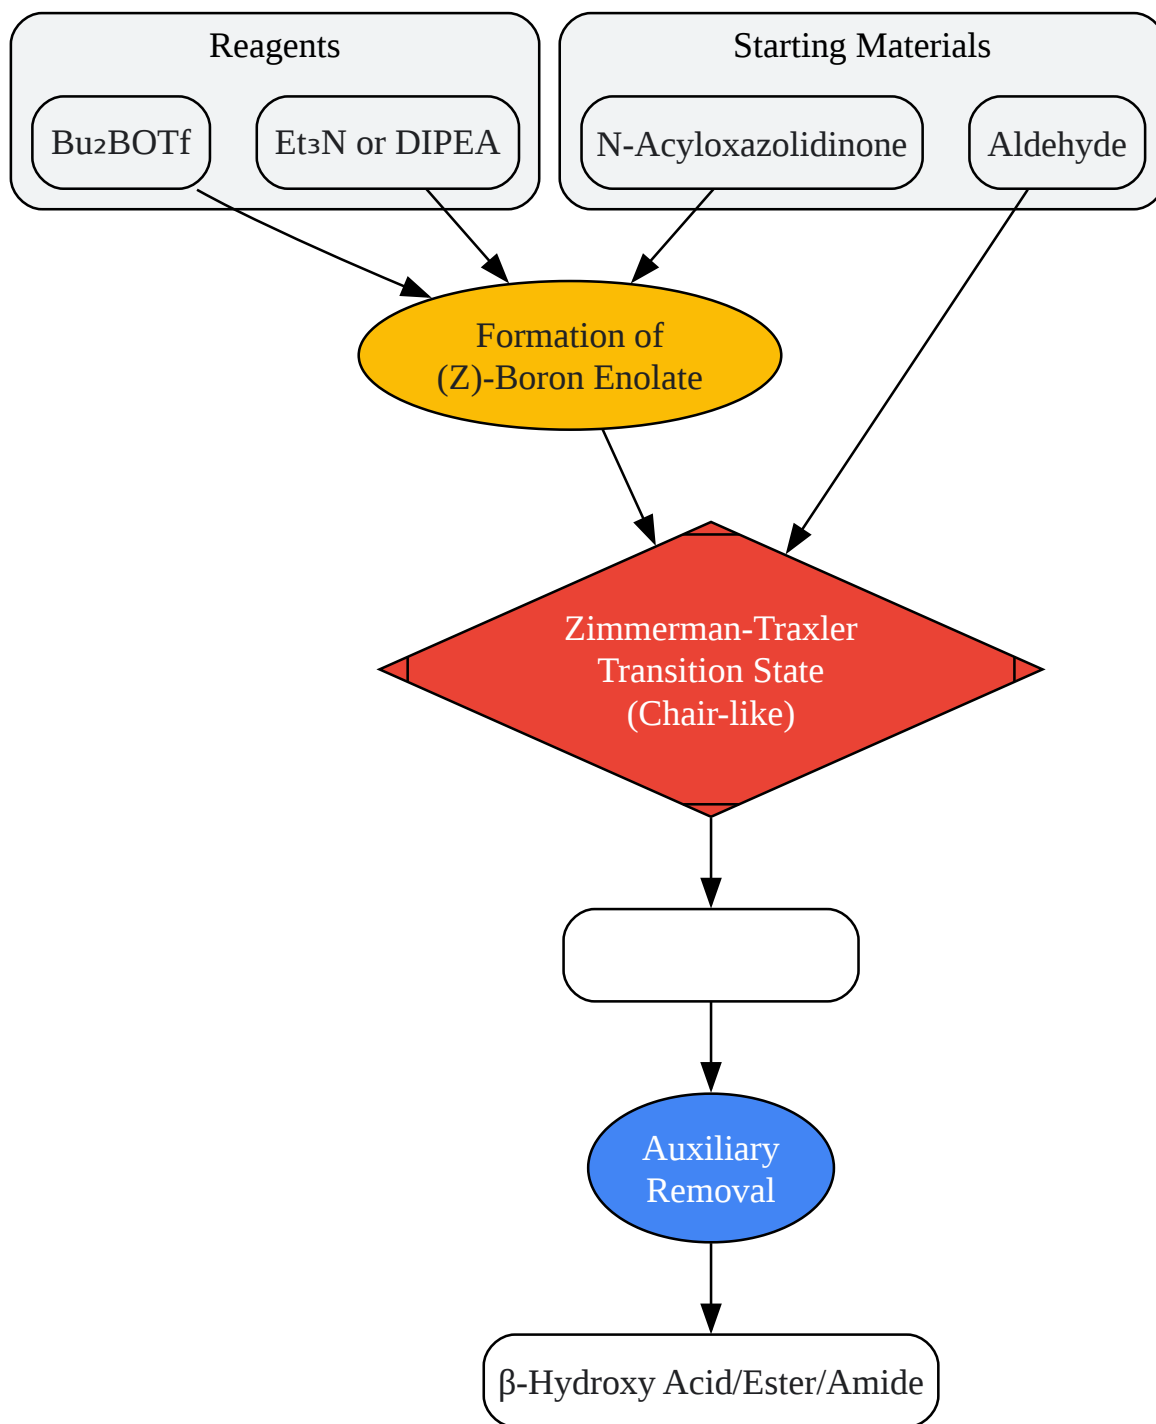 Reagents
Starting Materials
Bu₂BOTf
Et₃N or DIPEA
N-Acyloxazolidinone
Aldehyde
Formation of
(Z)-Boron Enolate
Zimmerman-Traxler
Transition State
(Chair-like)
Auxiliary
Removal
β-Hydroxy Acid/Ester/Amide